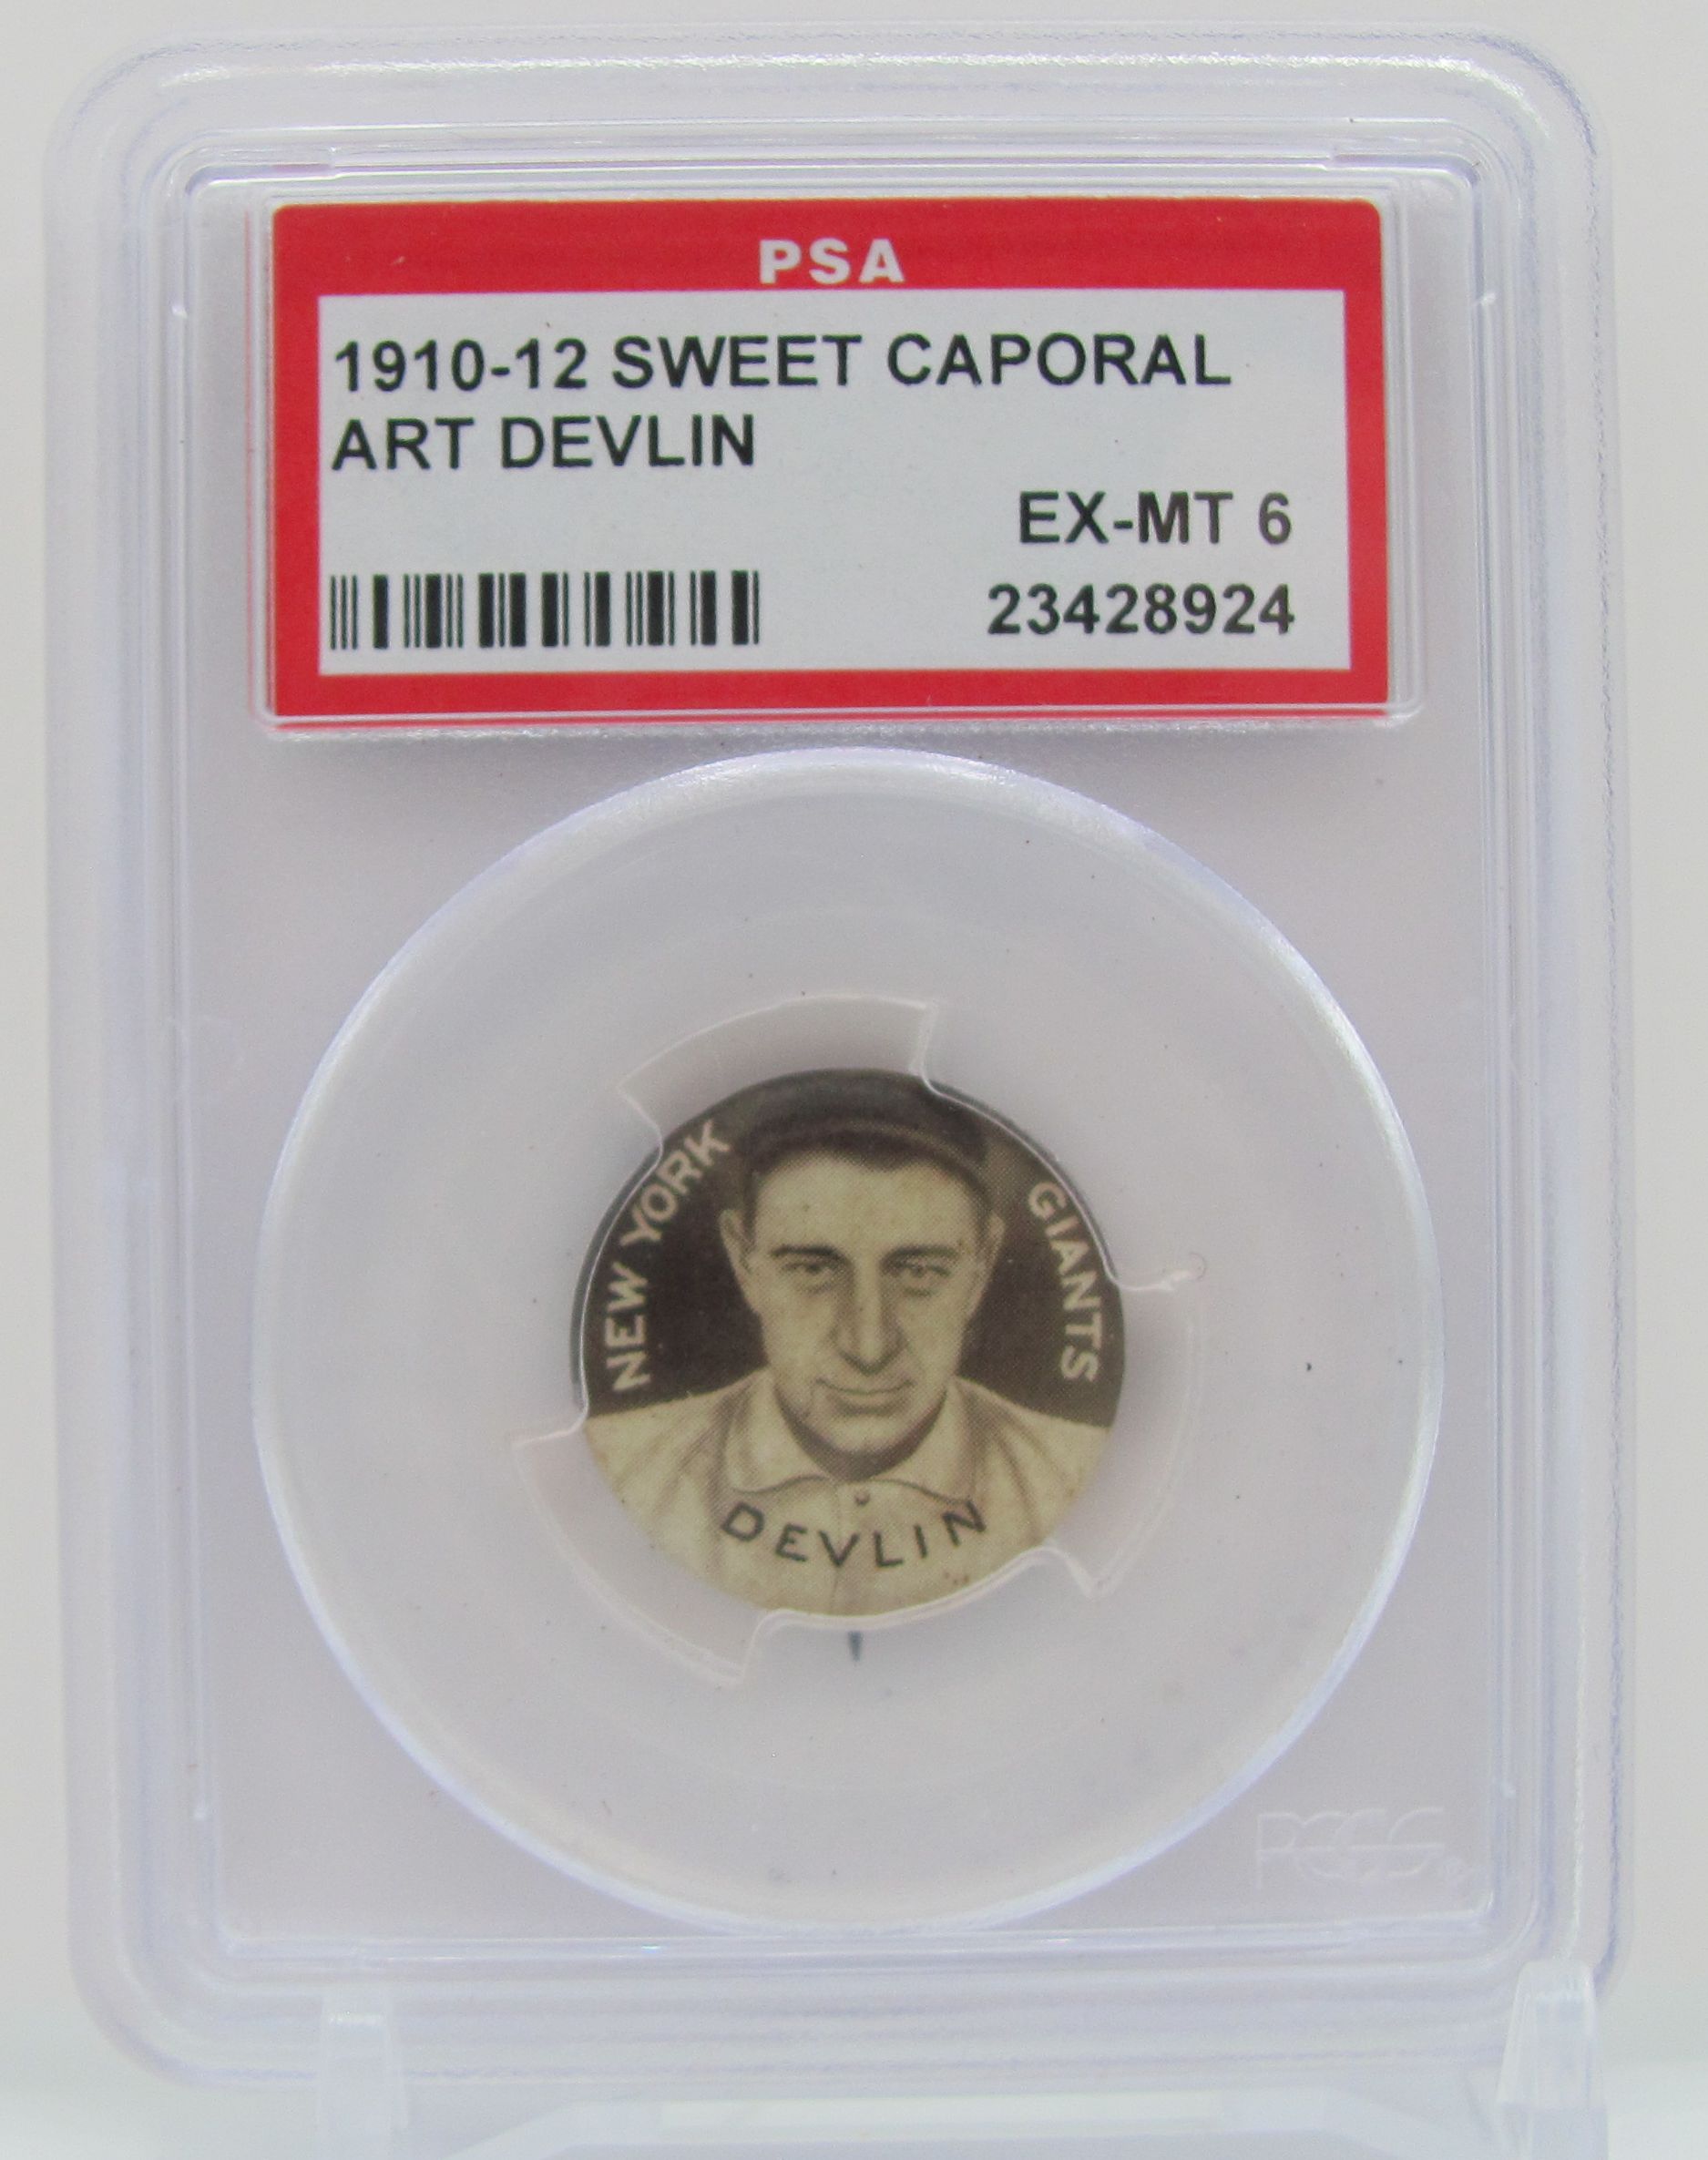 PSA
1910-12 SWEET CAPORAL
ART DEVLIN
EX-MT 6
23428924
NEW YORK
GIANTS
DEVLIN